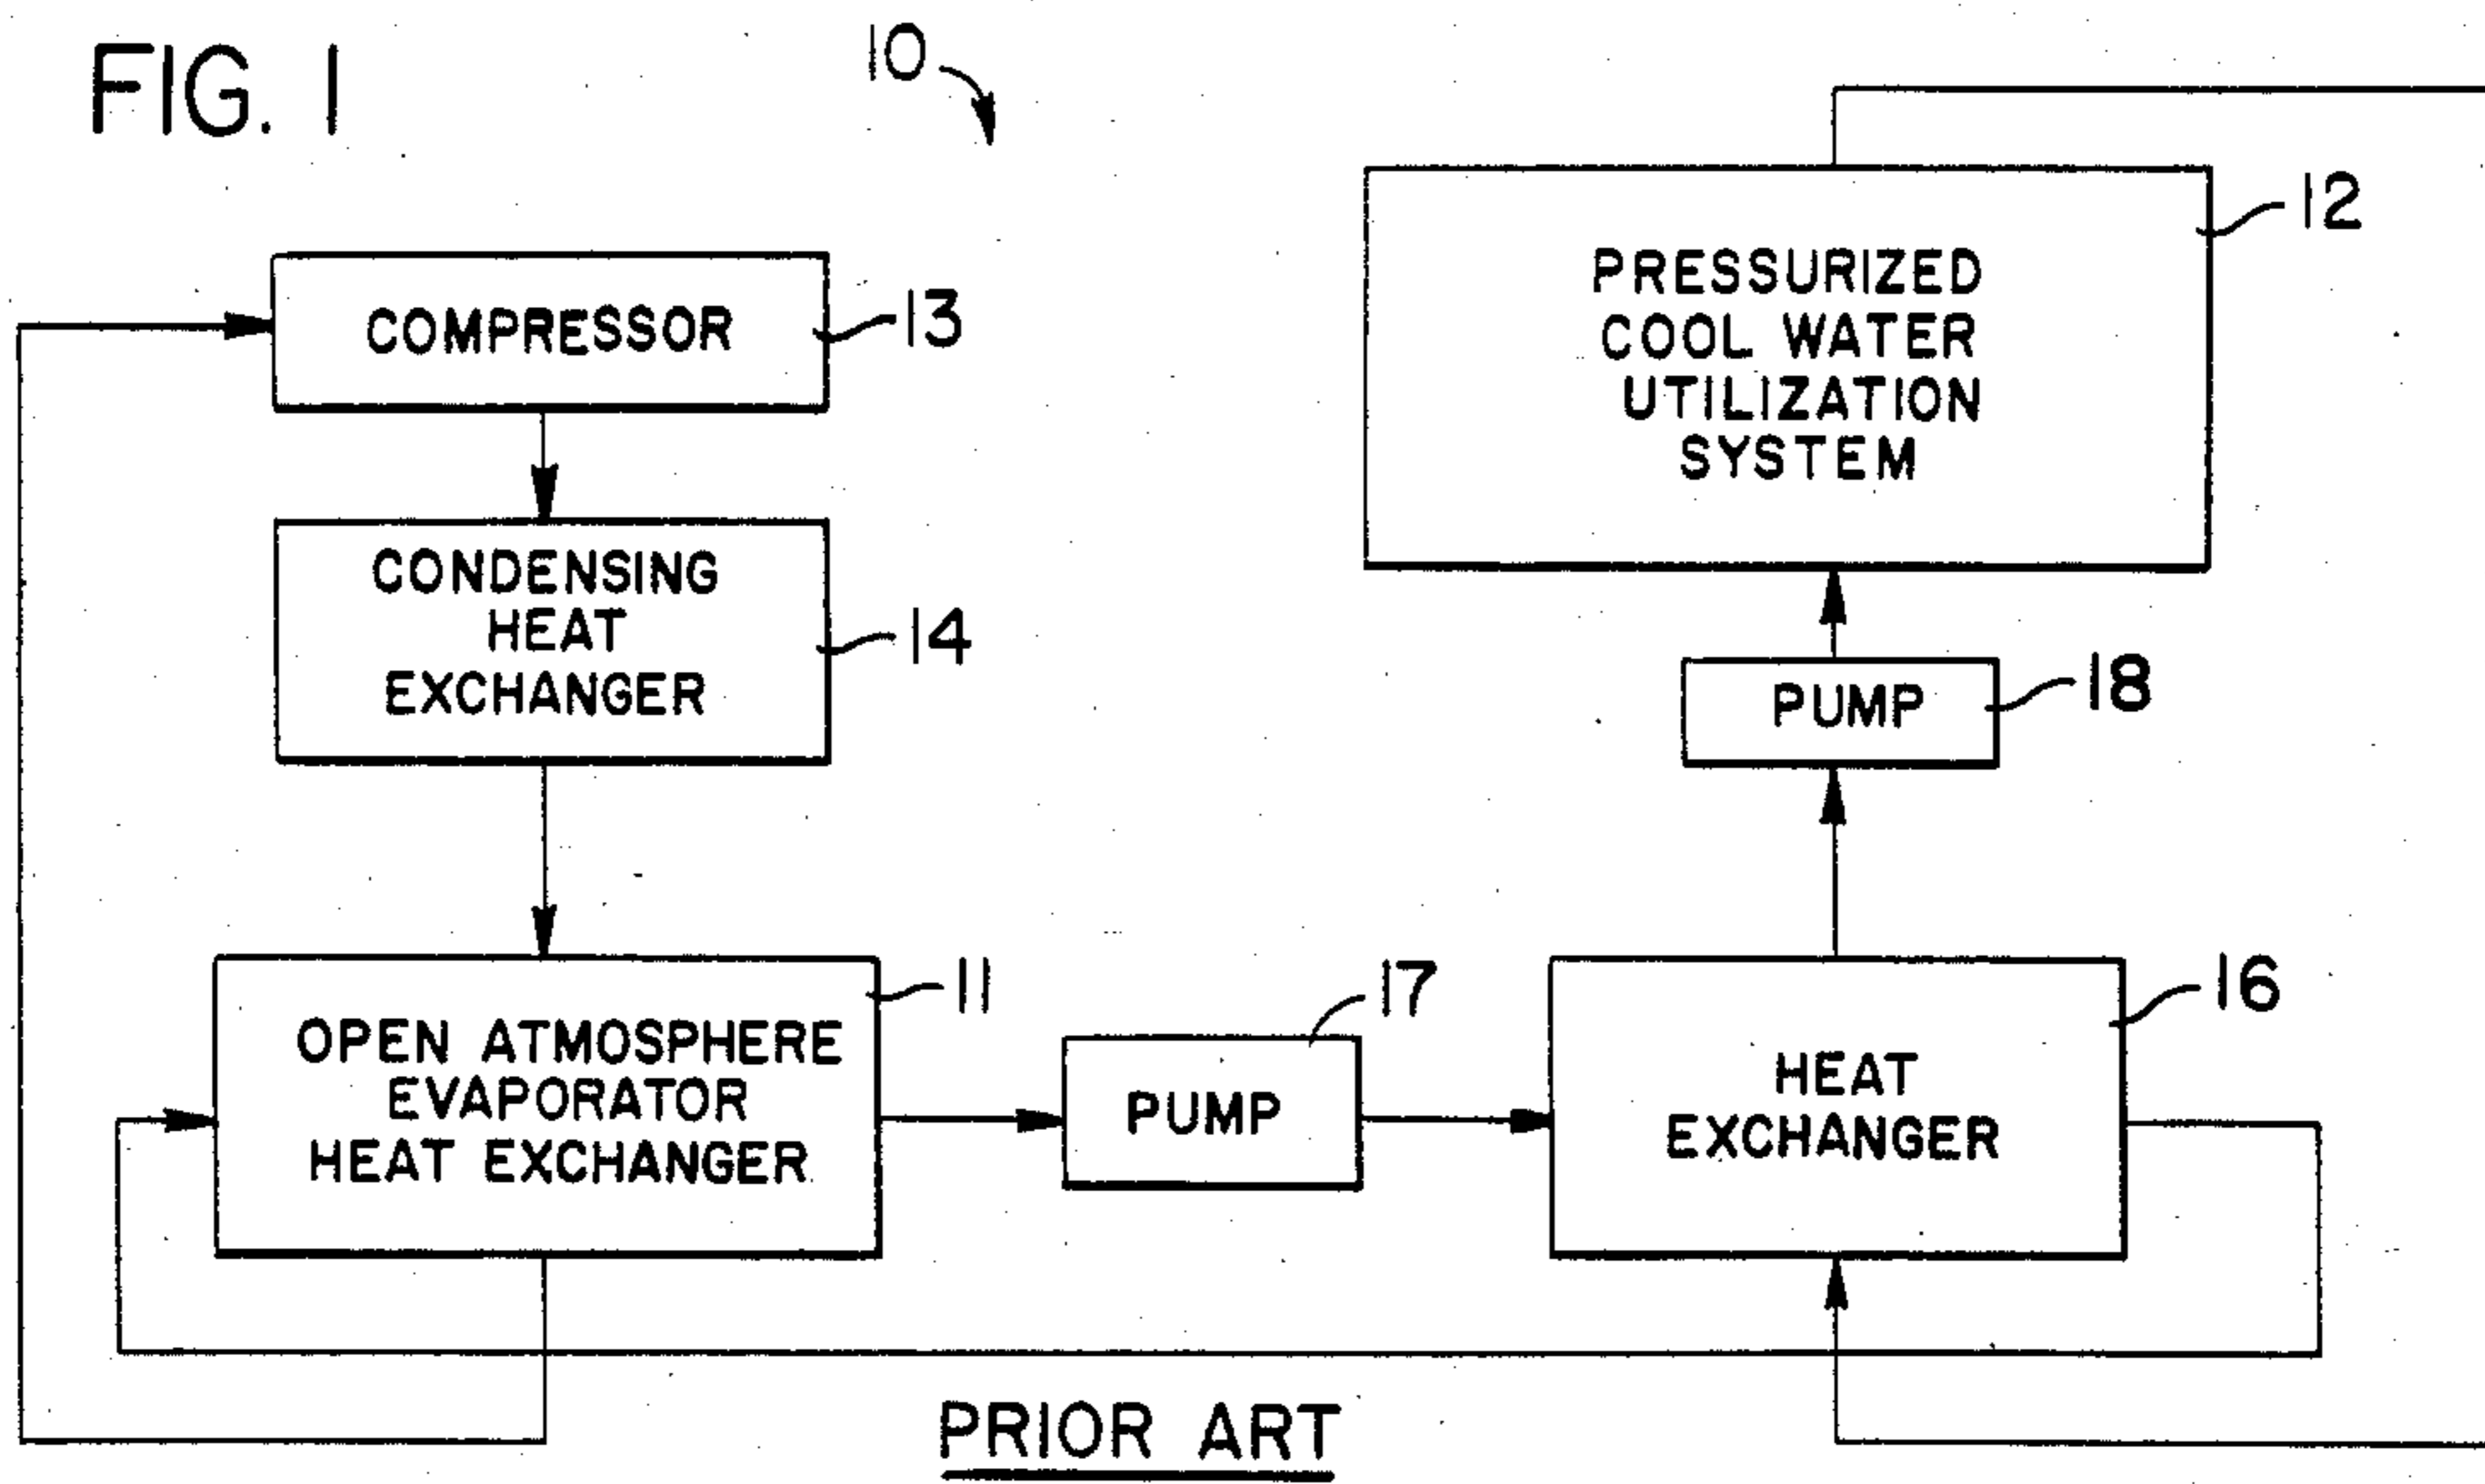 FIG. 1
10
12
PRESSURIZED
COOL WATER
UTILIZATION
SYSTEM
COMPRESSOR
13
CONDENSING
HEAT
EXCHANGER
14
PUMP
18
OPEN ATMOSPHERE
EVAPORATOR
HEAT EXCHANGER
11
PUMP
17
HEAT
EXCHANGER
16
PRIOR ART